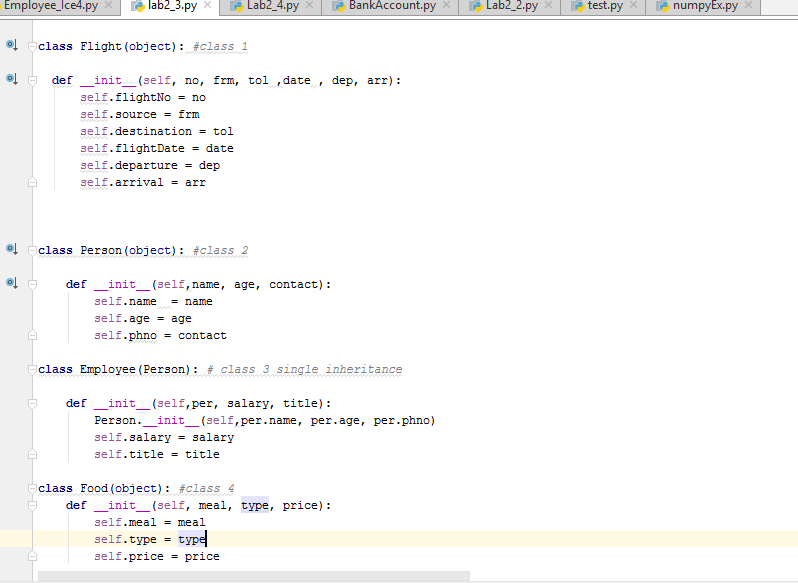 Employee_Ice4.py × lab2_3.py × Lab2_4.py × BankAccount.py × Lab2_2.py × test.py × numpyEx.py ×
class Flight(object): #class 1
def __init__(self, no, frm, tol ,date , dep, arr):
self.flightNo = no
self.source = frm
self.destination = tol
self.flightDate = date
self.departure = dep
self.arrival = arr
class Person(object): #class 2
def __init__(self,name, age, contact):
self.name  = name
self.age = age
self.phno = contact
class Employee(Person): # class 3 single inheritance
def __init__(self,per, salary, title):
Person.__init__(self,per.name, per.age, per.phno)
self.salary = salary
self.title = title
class Food(object): #class 4
def __init__(self, meal, type, price):
self.meal = meal
self.type = type
self.price = price